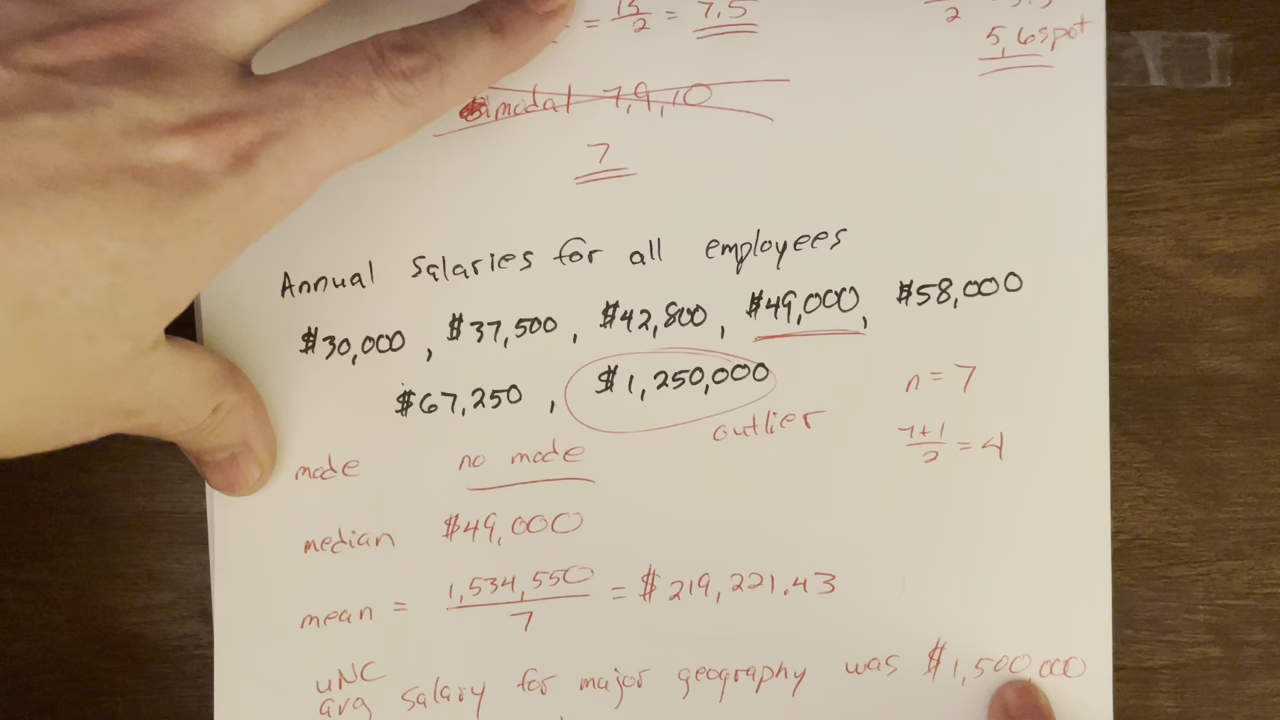 = 15/2 = 7.5
2
5,6 spot
Bimodal 7,9,10
7
Annual Salaries for all employees
$30,000, $37,500, $42,800, $49,000, $58,000
$67,250, $1,250,000
n = 7
outlier
7+1/2 = 4
mode no mode
median $49,000
mean = 1,534,550/7 = $219,221.43
UNC
avg salary for major geography was $1,500,000